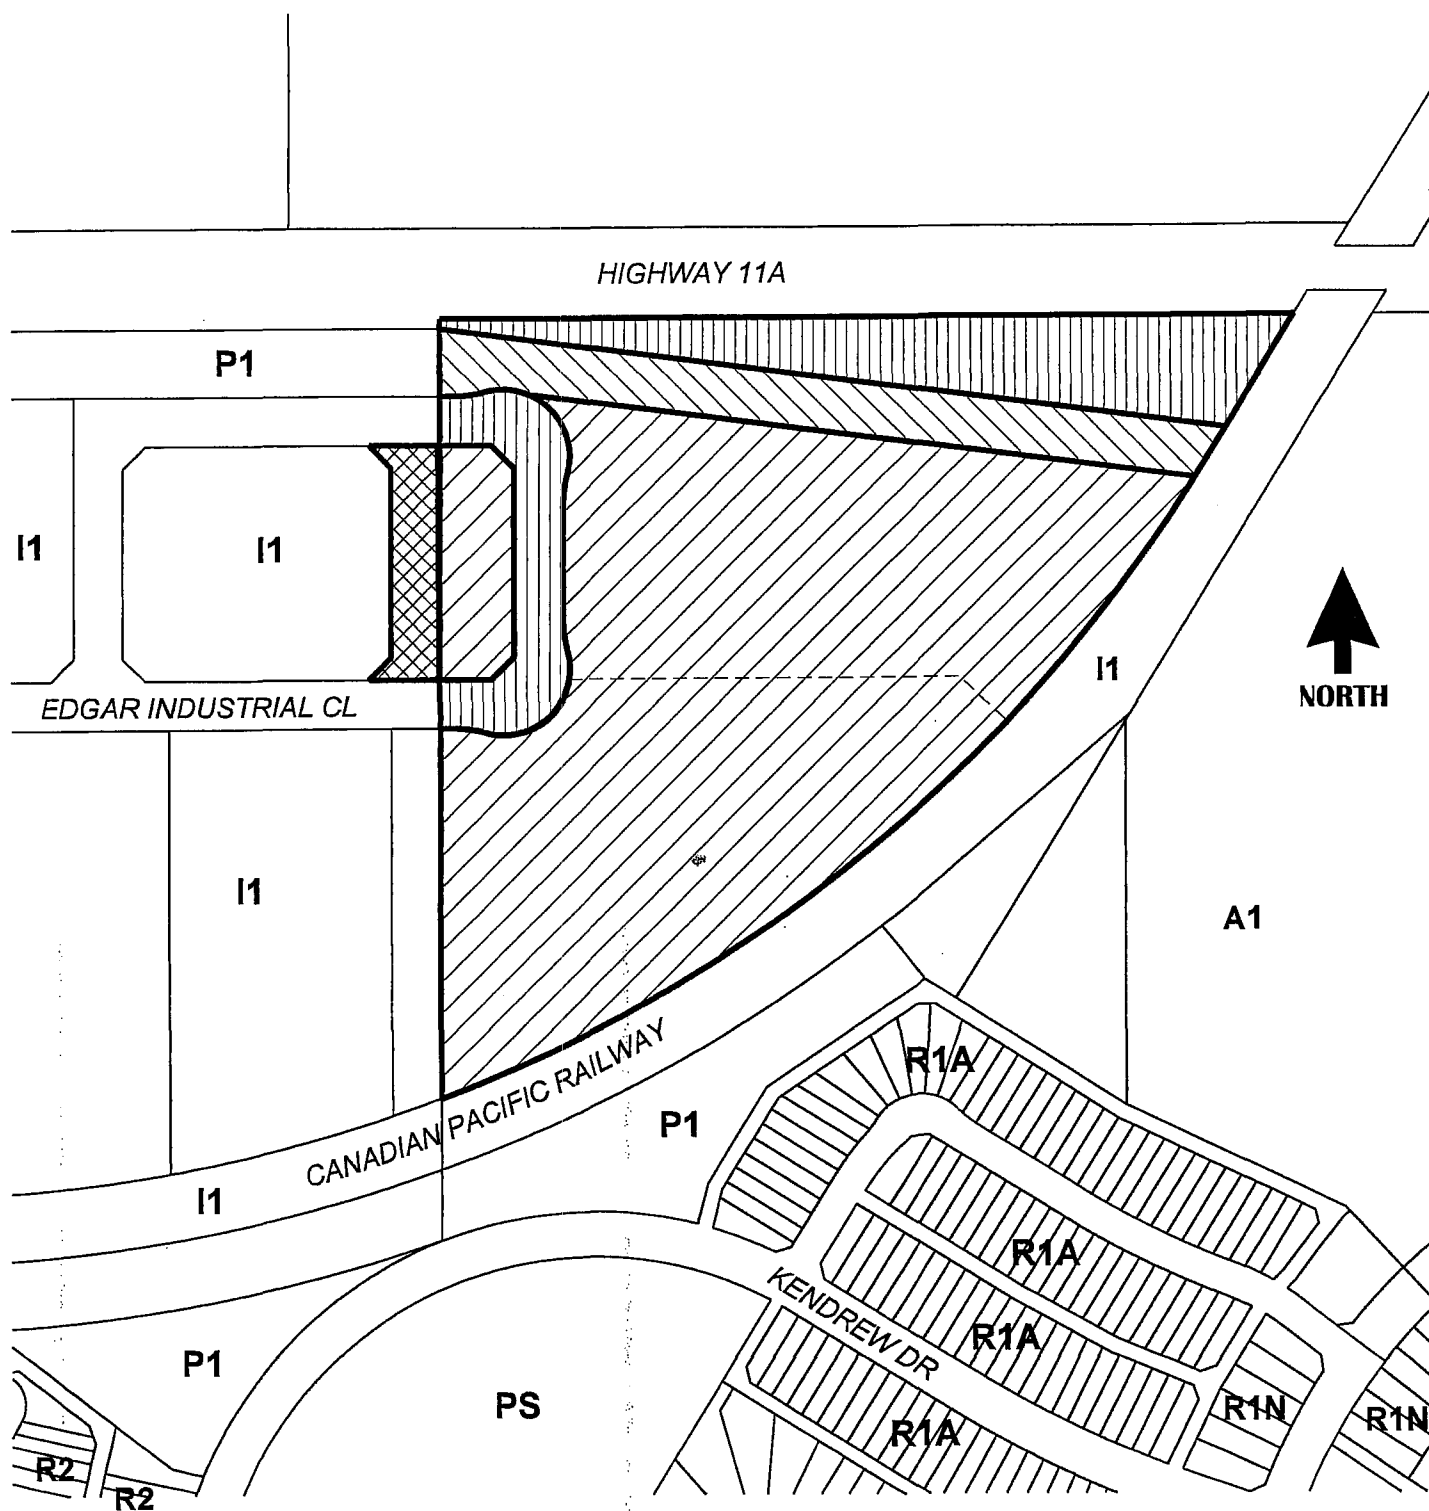 HIGHWAY 11A
P1
I1
I1
I1
NORTH
EDGAR INDUSTRIAL CL
I1
A1
CANADIAN PACIFIC RAILWAY
R1A
P1
I1
R1A
KENDREW DR
R1A
P1
PS
R1A
R1N
R1N
R2
R2